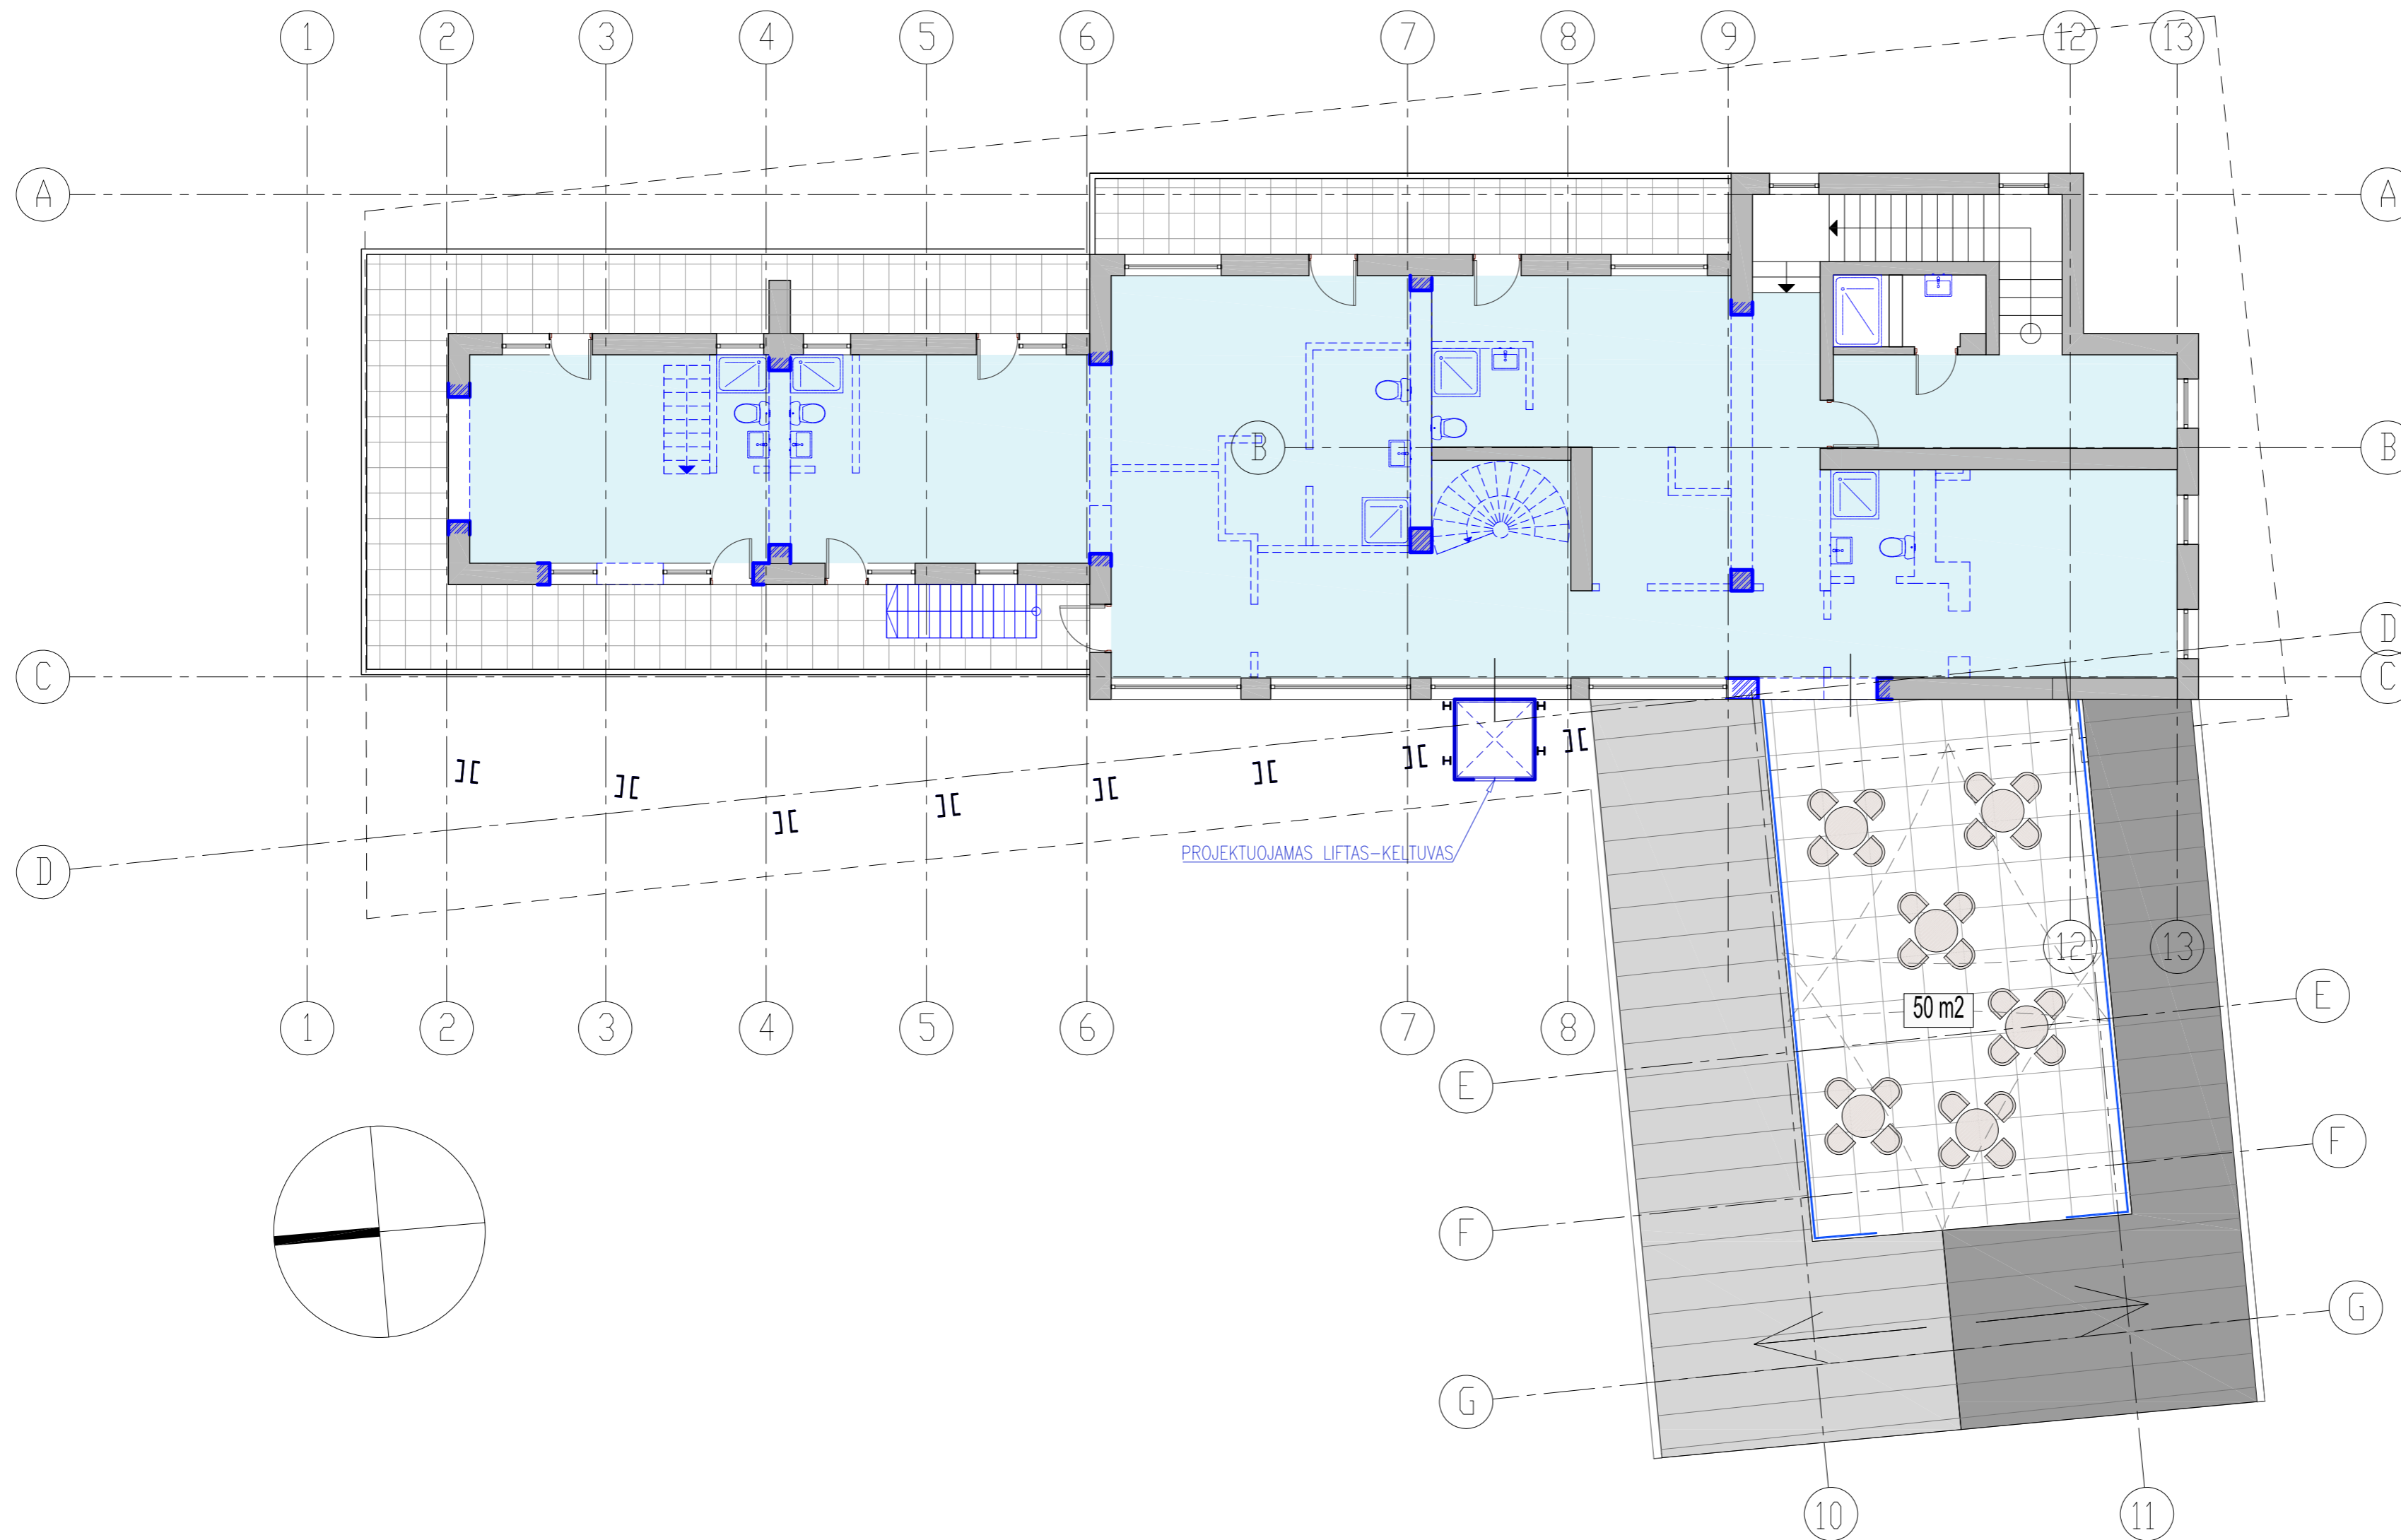 1 2 3 4 5 6 7 8 9 12 13
A A
B B
D
C C
PROJEKTUOJAMAS LIFTAS-KELTUVAS
D
12 13
50 m2
E
1 2 3 4 5 6 7 8
E
F
F
G
G
10 11